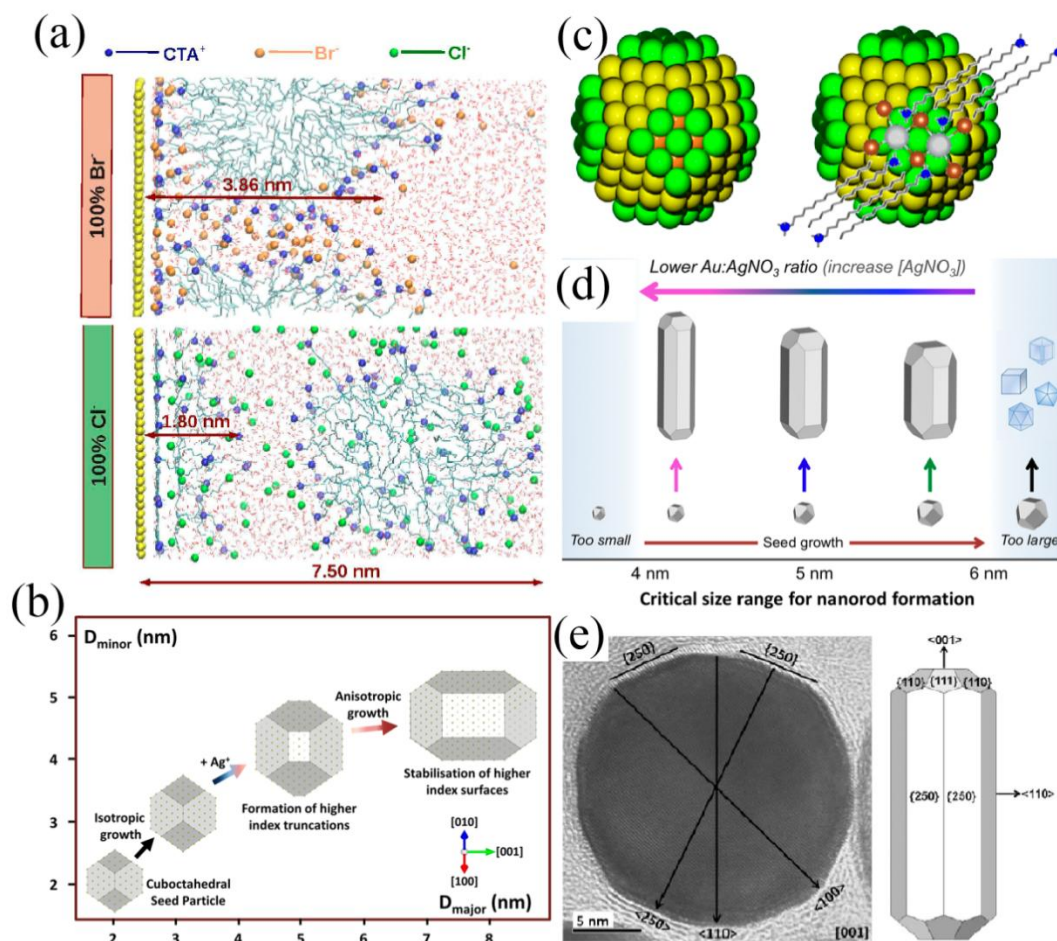 (a)
CTA⁺
Br⁻
Cl⁻
100% Br⁻
3.86 nm
100% Cl⁻
1.80 nm
7.50 nm
(b)
D_minor (nm)
6
5
4
3
2
Anisotropic
growth
+ Ag⁺
Stabilisation of higher
index surfaces
Formation of higher
index truncations
Isotropic
growth
Cuboctahedral
Seed Particle
[010]
[001]
[100]
D_major (nm)
2 3 4 5 6 7 8
(c)
(d)
Lower Au:AgNO₃ ratio (increase [AgNO₃])
Too small
Seed growth
Too large
4 nm 5 nm 6 nm
Critical size range for nanorod formation
(e)
{250}
{250}
5 nm
<250>
<110>
<100>
[001]
<001>
{110} {111} {110}
{250} {250}
<110>